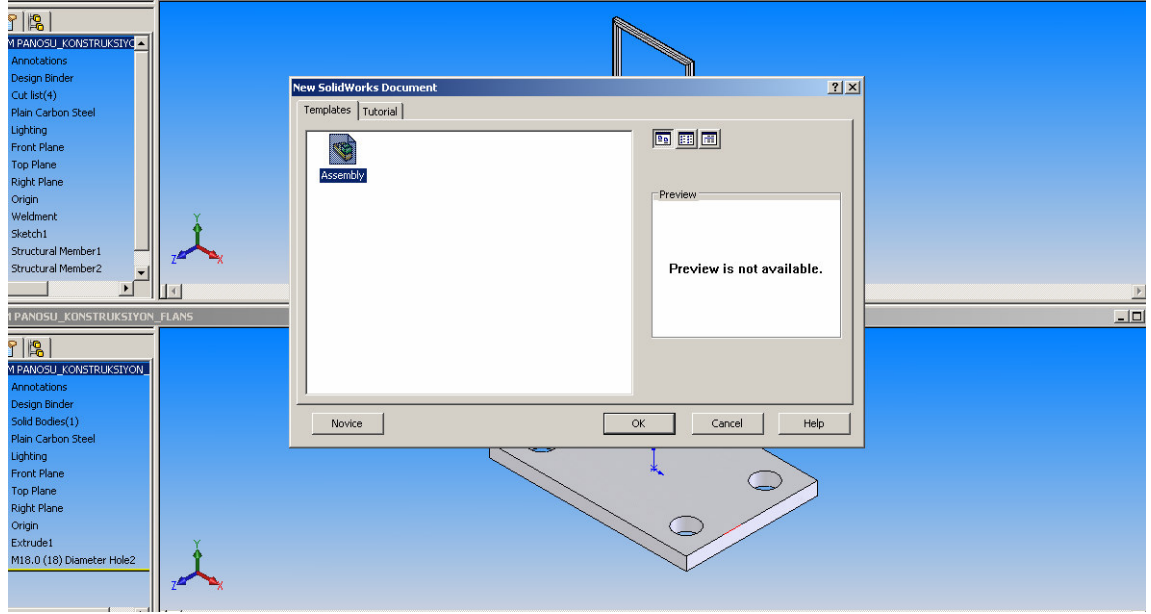 M PANOSU_KONSTRUKSIYC
Annotations
Design Binder
Cut list(4)
Plain Carbon Steel
Lighting
Front Plane
Top Plane
Right Plane
Origin
Weldment
Sketch1
Structural Member1
Structural Member2
Y
Z
X
New SolidWorks Document
Templates
Tutorial
Assembly
Preview
Preview is not available.
Novice
OK
Cancel
Help
M PANOSU_KONSTRUKSIYON_FLANS
M PANOSU_KONSTRUKSIYON_
Annotations
Design Binder
Solid Bodies(1)
Plain Carbon Steel
Lighting
Front Plane
Top Plane
Right Plane
Origin
Extrude1
M18.0 (18) Diameter Hole2
Y
Z
X